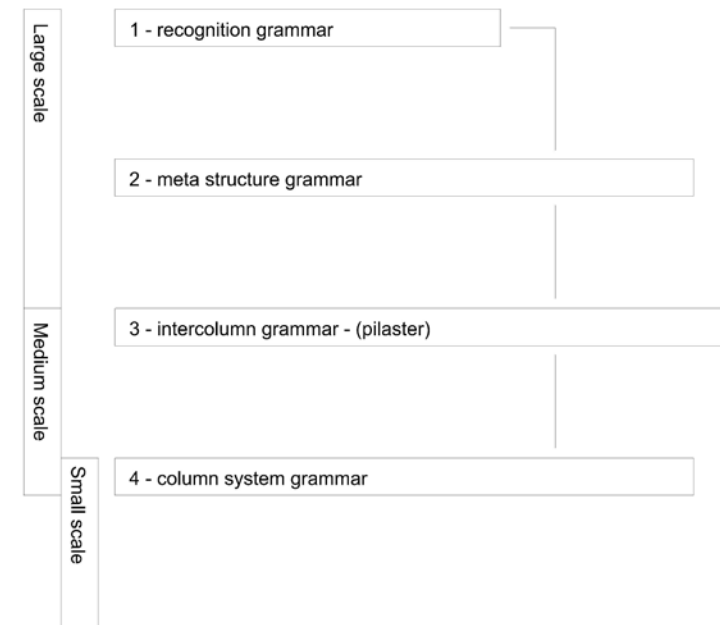 Large scale
1 - recognition grammar
2 - meta structure grammar
Medium scale
3 - intercolumn grammar - (pilaster)
Small scale
4 - column system grammar